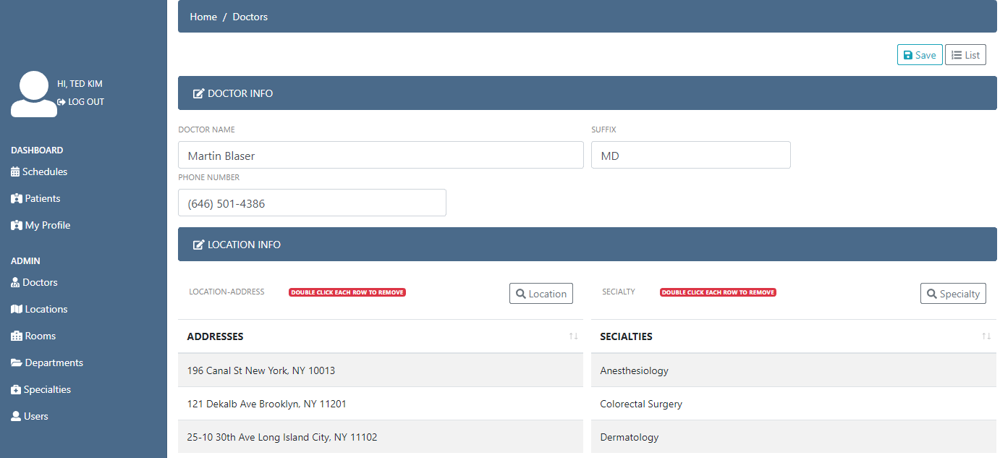 Home / Doctors
Save
List
HI, TED KIM
LOG OUT
DASHBOARD
Schedules
Patients
My Profile
ADMIN
Doctors
Locations
Rooms
Departments
Specialties
Users
DOCTOR INFO
DOCTOR NAME
SUFFIX
Martin Blaser
MD
PHONE NUMBER
(646) 501-4386
LOCATION INFO
LOCATION-ADDRESS
DOUBLE CLICK EACH ROW TO REMOVE
Location
SECIALTY
DOUBLE CLICK EACH ROW TO REMOVE
Specialty
ADDRESSES
196 Canal St New York, NY 10013
121 Dekalb Ave Brooklyn, NY 11201
25-10 30th Ave Long Island City, NY 11102
SECIALTIES
Anesthesiology
Colorectal Surgery
Dermatology